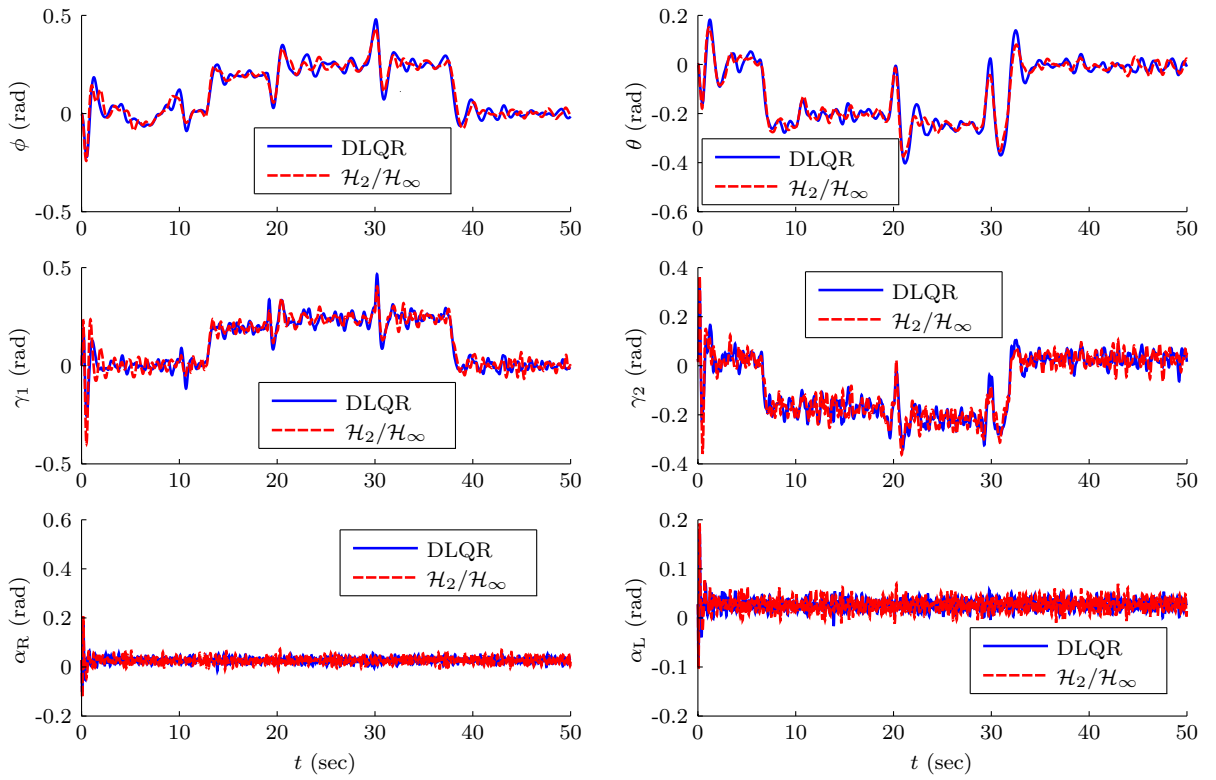 0.5
0
-0.5
ϕ (rad)
DLQR
ℋ₂/ℋ∞
0 10 20 30 40 50
0.2
0
-0.2
-0.4
-0.6
θ (rad)
DLQR
ℋ₂/ℋ∞
0 10 20 30 40 50
0.5
0
-0.5
γ₁ (rad)
DLQR
ℋ₂/ℋ∞
0 10 20 30 40 50
0.4
0.2
0
-0.2
-0.4
γ₂ (rad)
DLQR
ℋ₂/ℋ∞
0 10 20 30 40 50
0.6
0.4
0.2
0
-0.2
α_R (rad)
DLQR
ℋ₂/ℋ∞
0 10 20 30 40 50
t (sec)
0.2
0.1
0
-0.1
-0.2
α_L (rad)
DLQR
ℋ₂/ℋ∞
0 10 20 30 40 50
t (sec)